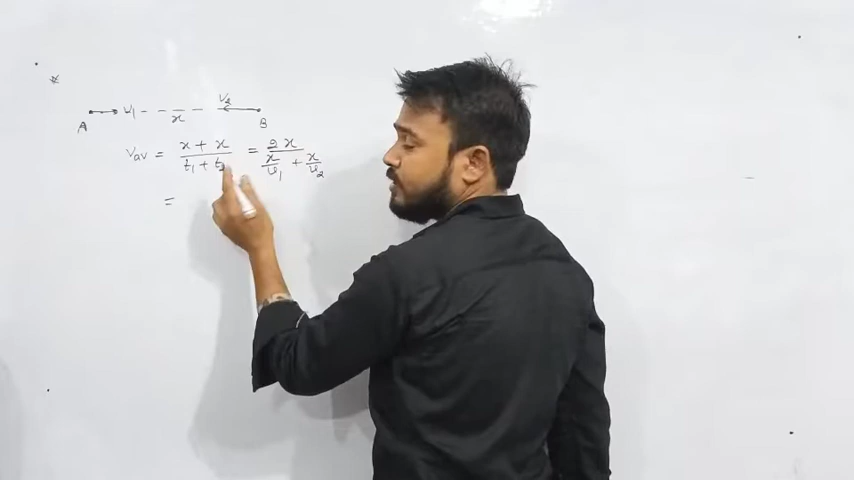 *
A v₁ - - x - v₂ B
Vav = x + x / t₁ + t₂ = 2x / x/v₁ + x/v₂
=